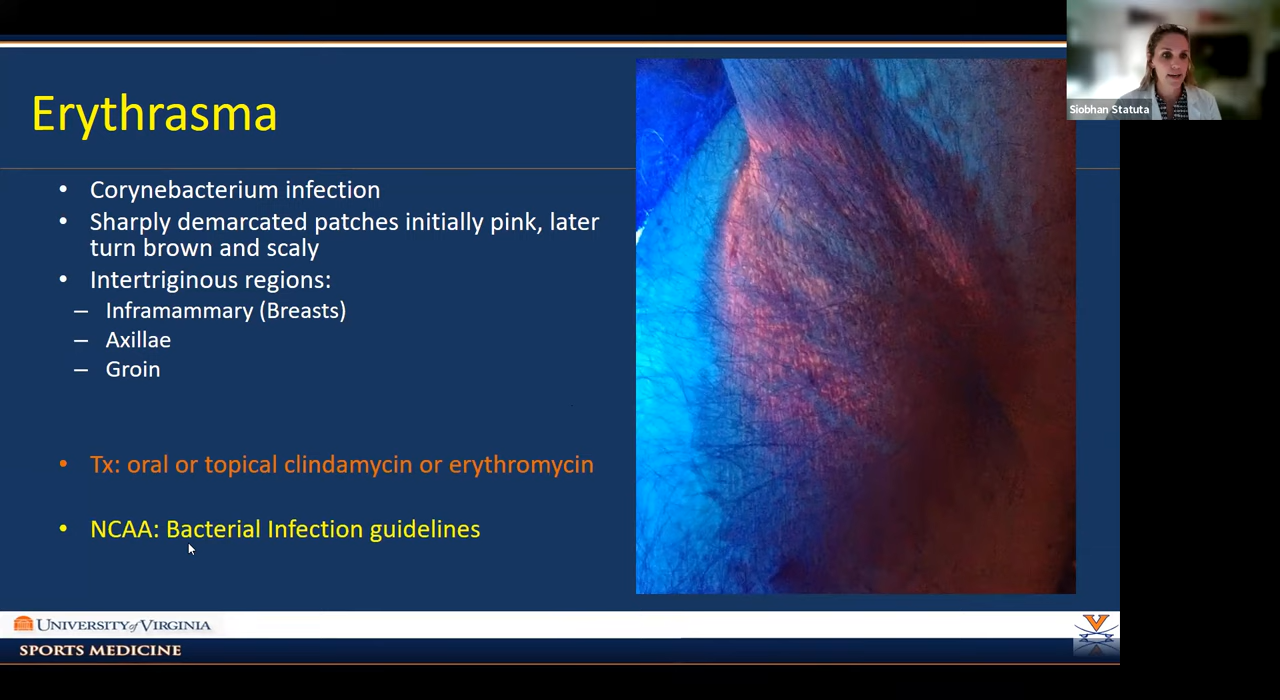 Siobhan Statuta
Erythrasma
• Corynebacterium infection
• Sharply demarcated patches initially pink, later
turn brown and scaly
• Intertriginous regions:
– Inframammary (Breasts)
– Axillae
– Groin
• Tx: oral or topical clindamycin or erythromycin
• NCAA: Bacterial Infection guidelines
UNIVERSITY of VIRGINIA
SPORTS MEDICINE